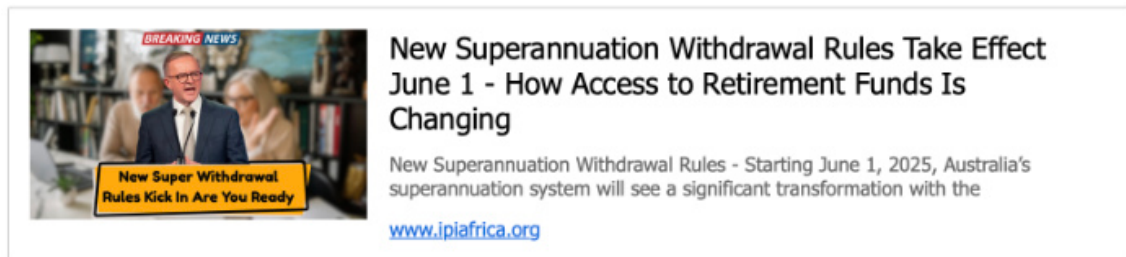 BREAKING NEWS
New Super Withdrawal
Rules Kick In Are You Ready
New Superannuation Withdrawal Rules Take Effect
June 1 - How Access to Retirement Funds Is
Changing
New Superannuation Withdrawal Rules - Starting June 1, 2025, Australia's
superannuation system will see a significant transformation with the
www.ipiafrica.org